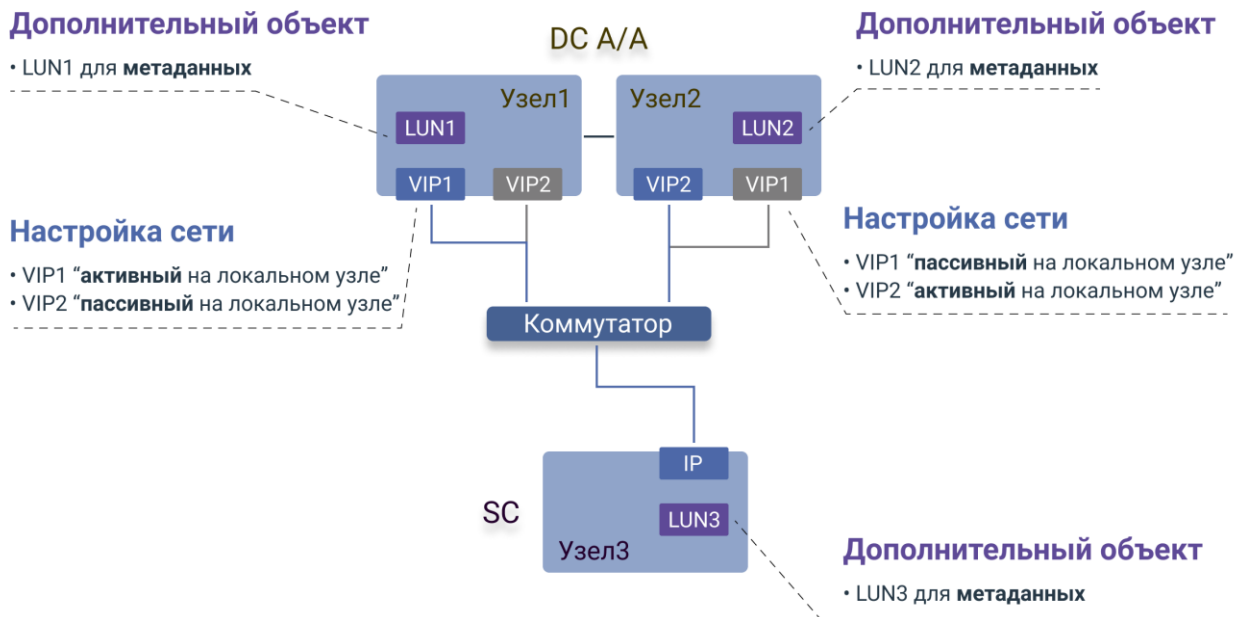 Дополнительный объект
• LUN1 для метаданных
DC A/A
Дополнительный объект
• LUN2 для метаданных
Узел1
LUN1
VIP1
VIP2
Узел2
LUN2
VIP2
VIP1
Настройка сети
• VIP1 “активный на локальном узле”
• VIP2 “пассивный на локальном узле”
Настройка сети
• VIP1 “пассивный на локальном узле”
• VIP2 “активный на локальном узле”
Коммутатор
IP
SC
LUN3
Узел3
Дополнительный объект
• LUN3 для метаданных